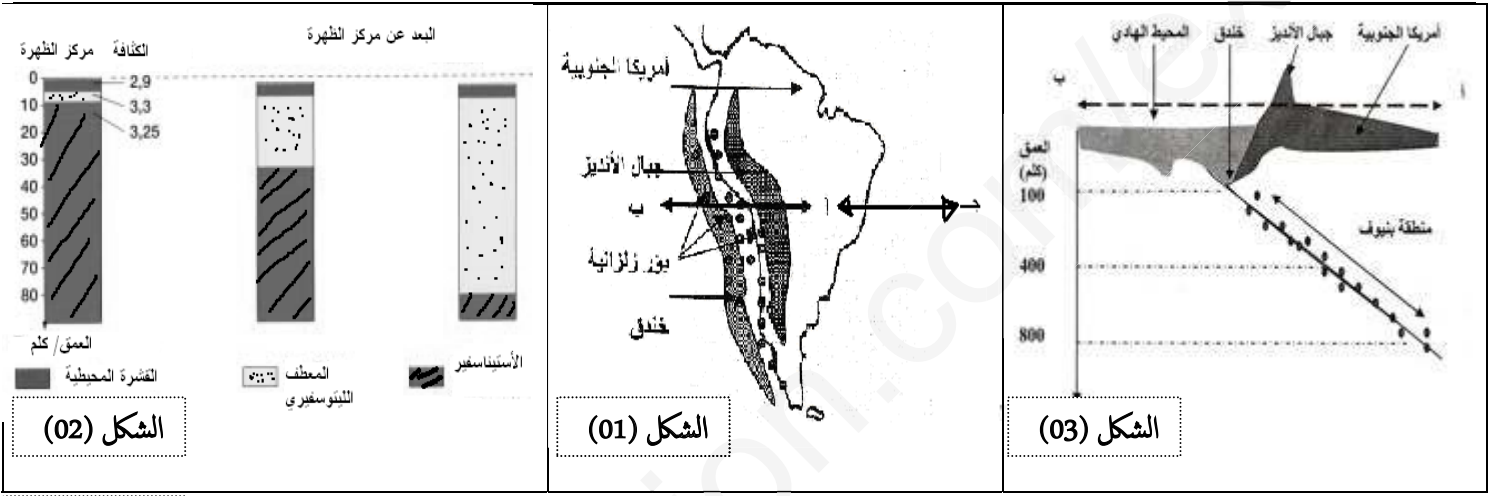 البعد عن مركز الظهرة
الكثافة
مركز الظهرة
0
10
20
30
40
50
60
70
80
2,9
3,3
3,25
العمق/ كلم
القشرة المحيطية
المعطف
الليتوسفيري
الأستيناسفير
الشكل (02)
أمريكا الجنوبية
جبال الأنديز
ب
أ
بؤر زلزالية
خندق
الشكل (01)
المحيط الهادي
خندق
جبال الأنديز
أمريكا الجنوبية
ب
أ
العمق
(كلم)
100
400
800
منطقة بنيوف
الشكل (03)